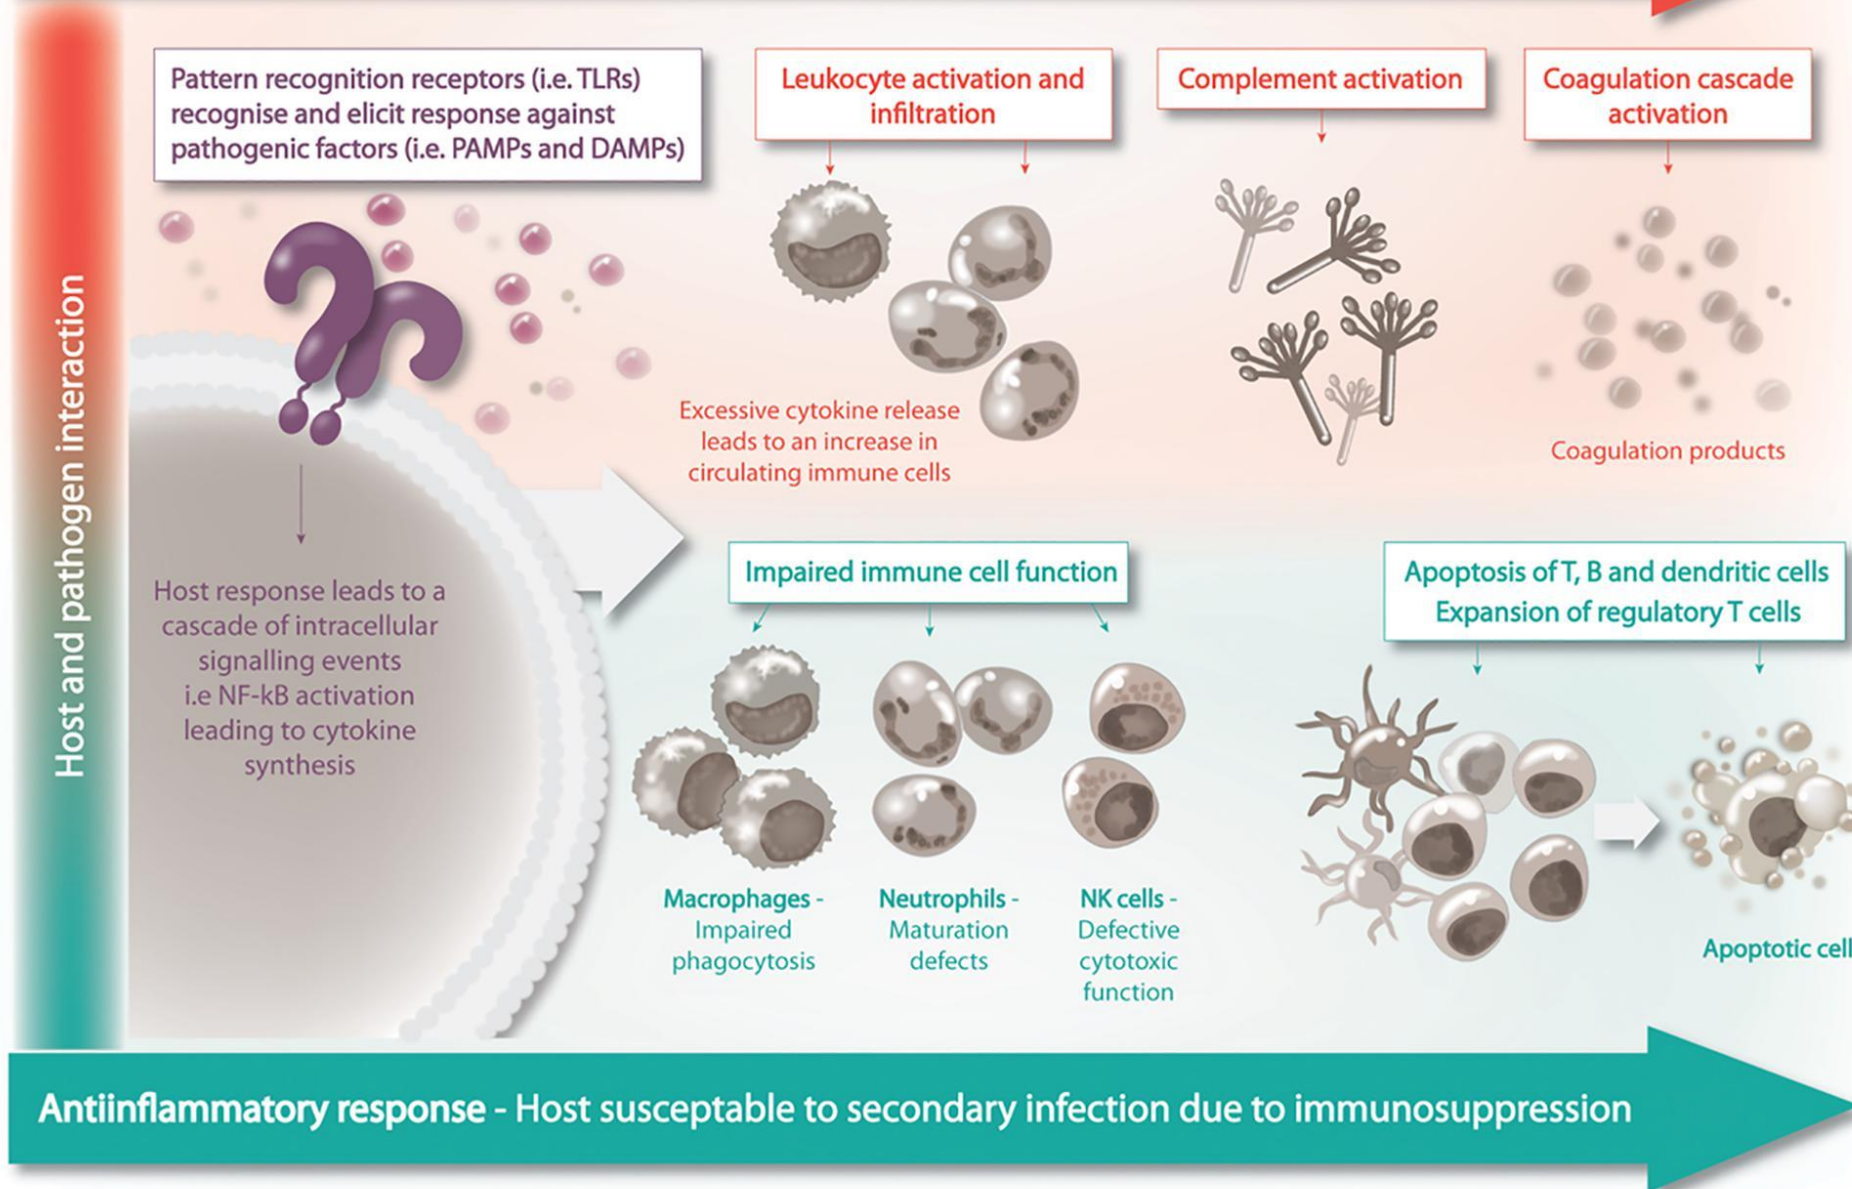 Host and pathogen interaction
Pattern recognition receptors (i.e. TLRs)
recognise and elicit response against
pathogenic factors (i.e. PAMPs and DAMPs)
Leukocyte activation and
infiltration
Complement activation
Coagulation cascade
activation
Excessive cytokine release
leads to an increase in
circulating immune cells
Coagulation products
Host response leads to a
cascade of intracellular
signalling events
i.e NF-kB activation
leading to cytokine
synthesis
Impaired immune cell function
Apoptosis of T, B and dendritic cells
Expansion of regulatory T cells
Macrophages -
Impaired
phagocytosis
Neutrophils -
Maturation
defects
NK cells -
Defective
cytotoxic
function
Apoptotic cell
Antiinflammatory response - Host susceptable to secondary infection due to immunosuppression